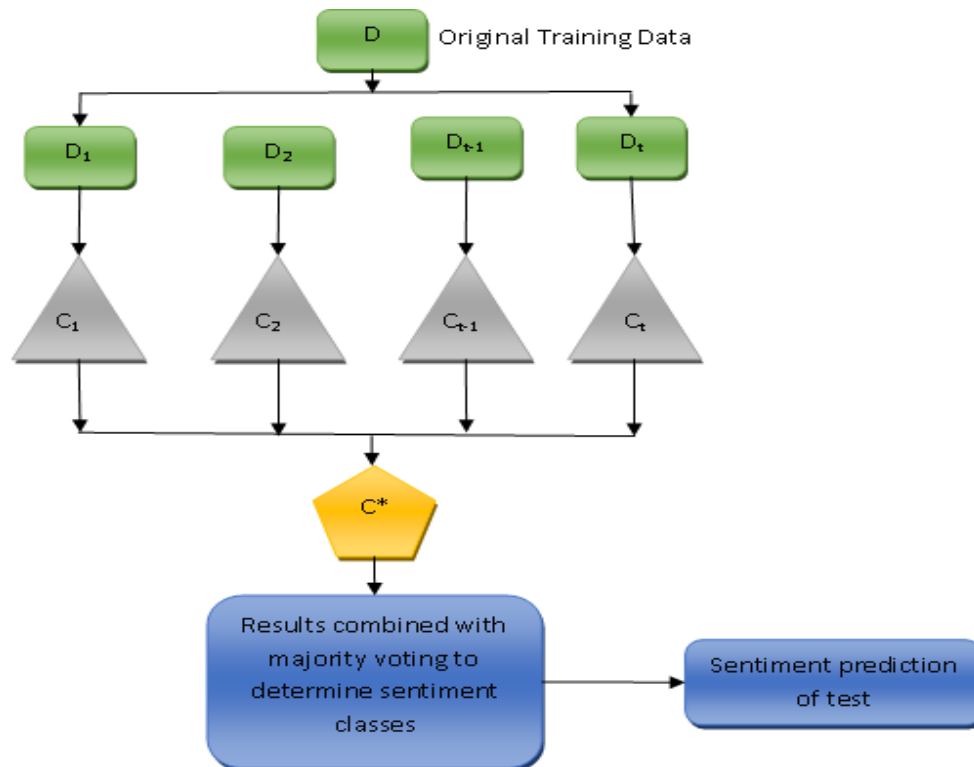 D
Original Training Data
D₁
D₂
Dₜ₋₁
Dₜ
C₁
C₂
Cₜ₋₁
Cₜ
C*
Results combined with
majority voting to
determine sentiment
classes
Sentiment prediction
of test